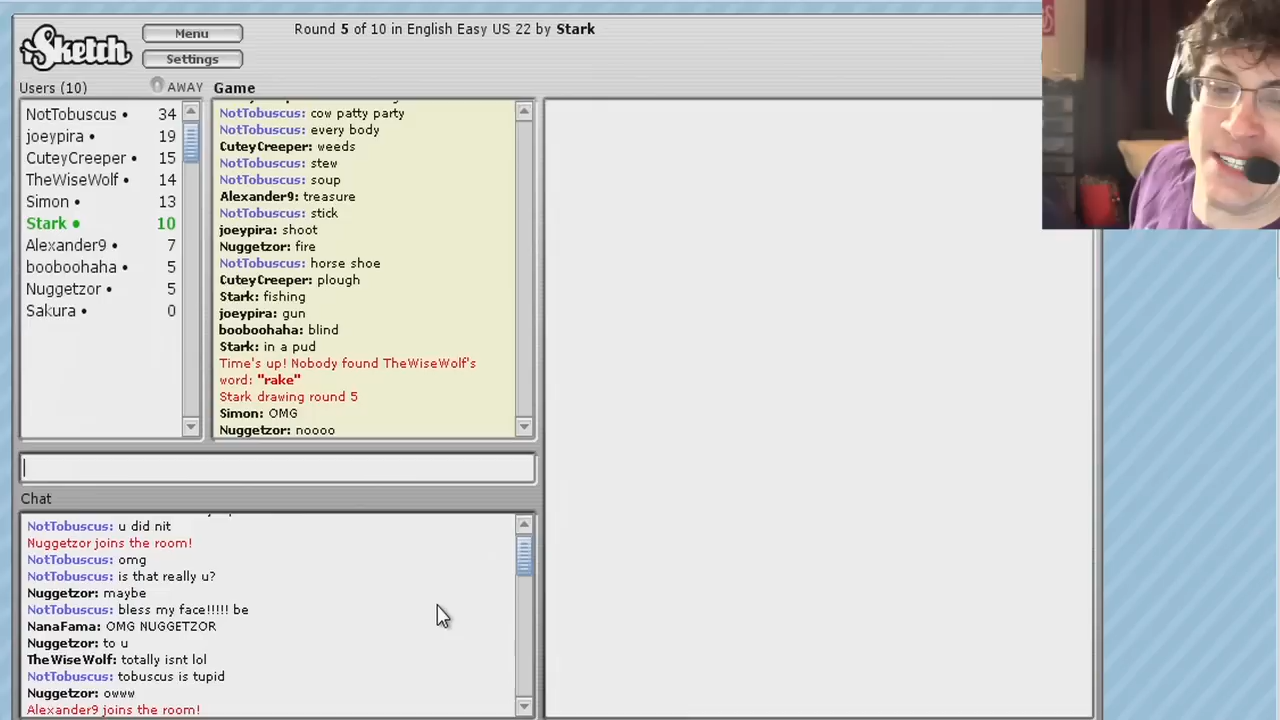 iSketch
Menu
Settings
Round 5 of 10 in English Easy US 22 by Stark
Users (10)
AWAY
Game
NotTobuscus • 34
joeypira • 19
CuteyCreeper • 15
TheWiseWolf • 14
Simon • 13
Stark • 10
Alexander9 • 7
booboohaha • 5
Nuggetzor • 5
Sakura • 0
NotTobuscus: cow patty party
NotTobuscus: every body
CuteyCreeper: weeds
NotTobuscus: stew
NotTobuscus: soup
Alexander9: treasure
NotTobuscus: stick
joeypira: shoot
Nuggetzor: fire
NotTobuscus: horse shoe
CuteyCreeper: plough
Stark: fishing
joeypira: gun
booboohaha: blind
Stark: in a pud
Time's up! Nobody found TheWiseWolf's
word: "rake"
Stark drawing round 5
Simon: OMG
Nuggetzor: noooo
Chat
NotTobuscus: u did nit
Nuggetzor joins the room!
NotTobuscus: omg
NotTobuscus: is that really u?
Nuggetzor: maybe
NotTobuscus: bless my face!!!!! be
NanaFama: OMG NUGGETZOR
Nuggetzor: to u
TheWiseWolf: totally isnt lol
NotTobuscus: tobuscus is tupid
Nuggetzor: owww
Alexander9 joins the room!